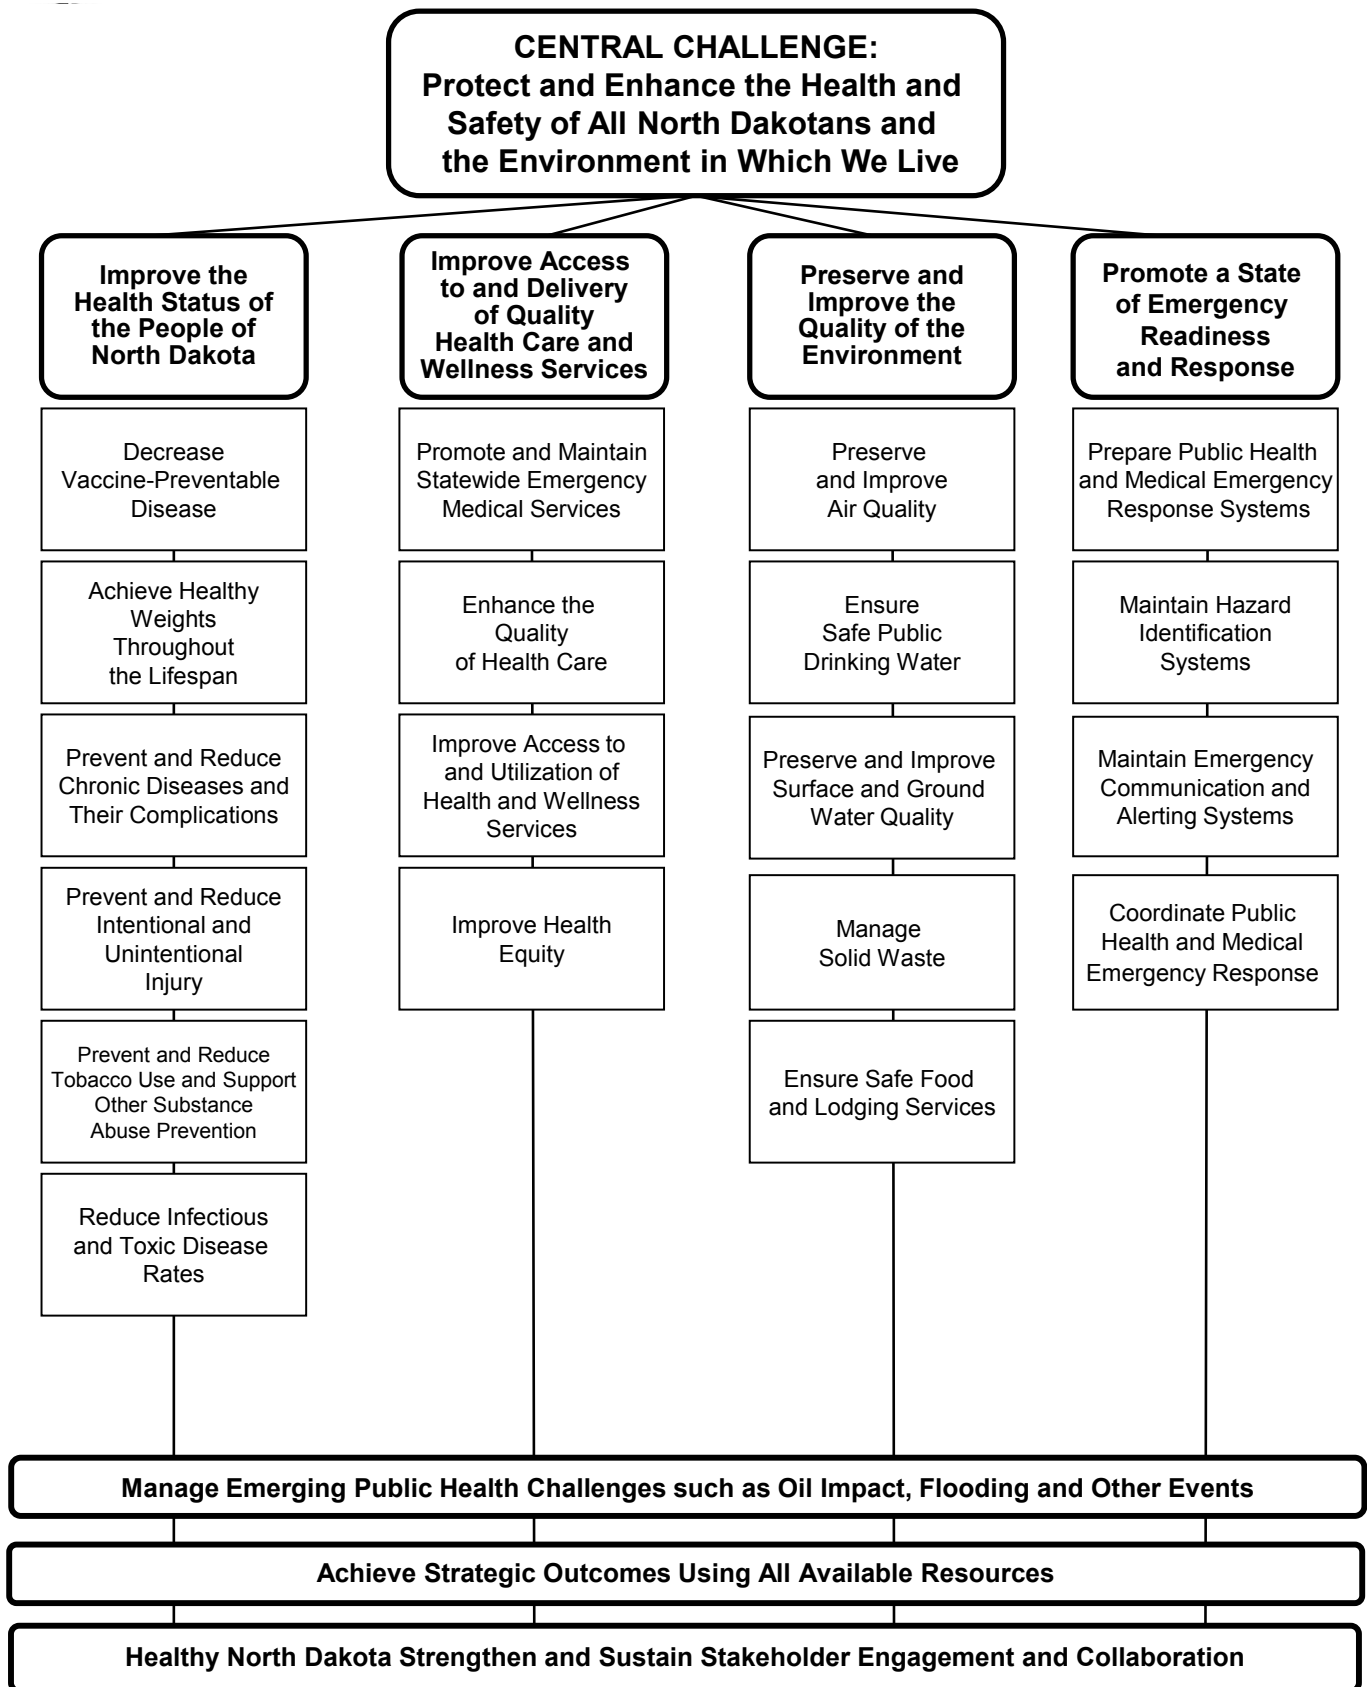 CENTRAL CHALLENGE:
Protect and Enhance the Health and
Safety of All North Dakotans and
the Environment in Which We Live
Improve the
Health Status of
the People of
North Dakota
Decrease
Vaccine-Preventable
Disease
Achieve Healthy
Weights
Throughout
the Lifespan
Prevent and Reduce
Chronic Diseases and
Their Complications
Prevent and Reduce
Intentional and
Unintentional
Injury
Prevent and Reduce
Tobacco Use and Support
Other Substance
Abuse Prevention
Reduce Infectious
and Toxic Disease
Rates
Improve Access
to and Delivery
of Quality
Health Care and
Wellness Services
Promote and Maintain
Statewide Emergency
Medical Services
Enhance the
Quality
of Health Care
Improve Access to
and Utilization of
Health and Wellness
Services
Improve Health
Equity
Preserve and
Improve the
Quality of the
Environment
Preserve
and Improve
Air Quality
Ensure
Safe Public
Drinking Water
Preserve and Improve
Surface and Ground
Water Quality
Manage
Solid Waste
Ensure Safe Food
and Lodging Services
Promote a State
of Emergency
Readiness
and Response
Prepare Public Health
and Medical Emergency
Response Systems
Maintain Hazard
Identification
Systems
Maintain Emergency
Communication and
Alerting Systems
Coordinate Public
Health and Medical
Emergency Response
Manage Emerging Public Health Challenges such as Oil Impact, Flooding and Other Events
Achieve Strategic Outcomes Using All Available Resources
Healthy North Dakota Strengthen and Sustain Stakeholder Engagement and Collaboration